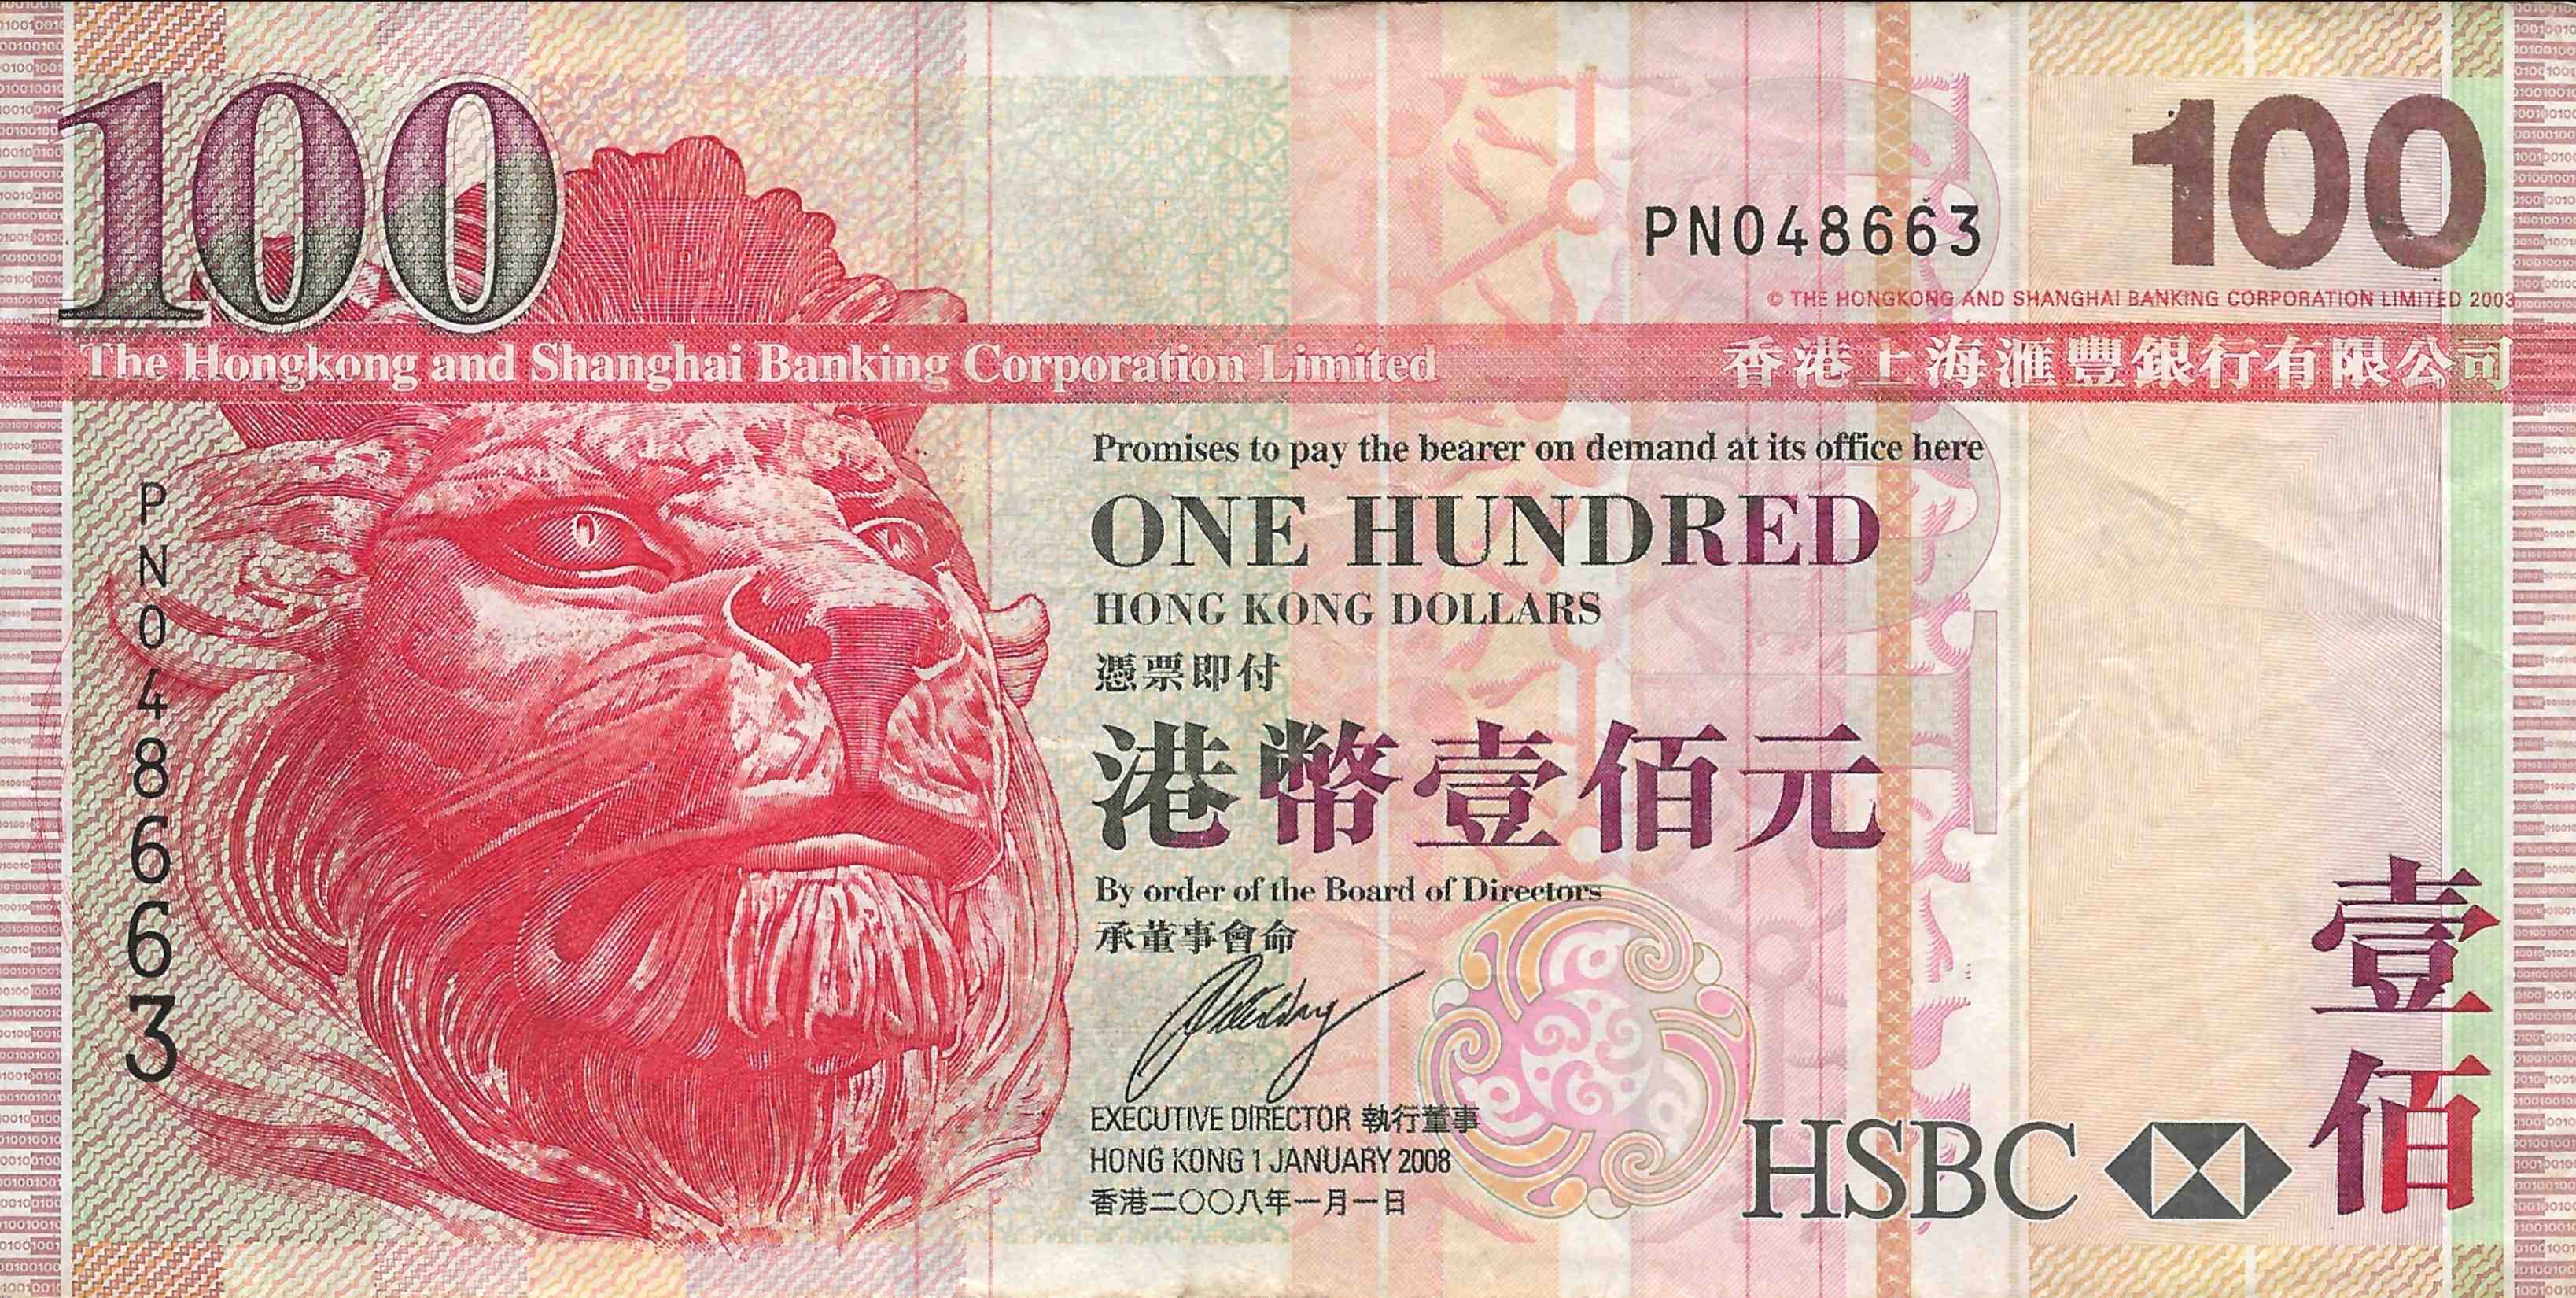 100
100
PN048663
© THE HONGKONG AND SHANGHAI BANKING CORPORATION LIMITED 2003
The Hongkong and Shanghai Banking Corporation Limited
香港上海滙豐銀行有限公司
PN048663
Promises to pay the bearer on demand at its office here
ONE HUNDRED
HONG KONG DOLLARS
憑票即付
港幣壹佰元
By order of the Board of Directors
承董事會命
EXECUTIVE DIRECTOR 執行董事
HONG KONG 1 JANUARY 2008
香港二〇〇八年一月一日
HSBC
壹佰